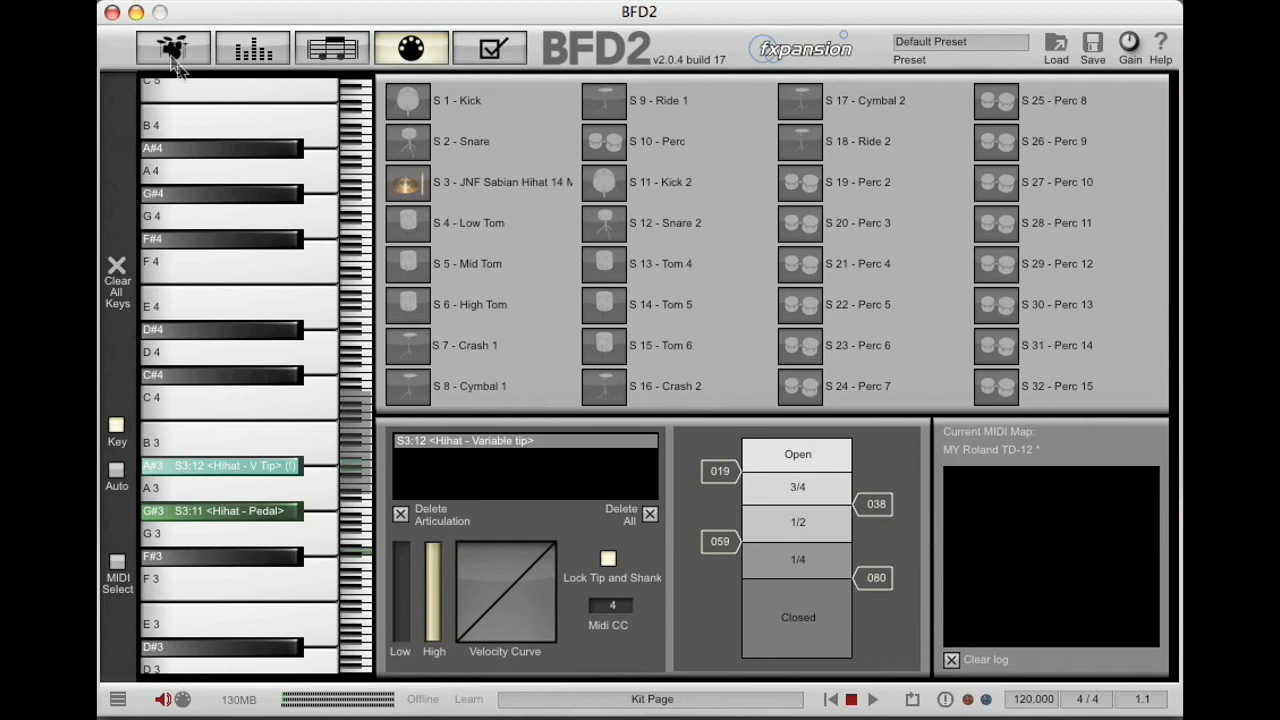 BFD2
BFD2 v2.0.4 build 17
fxpansion
Default Preset
Preset
Load
Save
Gain
Help
C 5
B 4
A#4
A 4
G#4
G 4
F#4
F 4
E 4
D#4
D 4
C#4
C 4
B 3
A#3 S3:12 <Hihat - V Tip> (!)
A 3
G#3 S3:11 <Hihat - Pedal>
G 3
F#3
F 3
E 3
D#3
D 3
Clear
All
Keys
Key
Auto
MIDI
Select
S 1 - Kick
S 2 - Snare
S 3 - JNF Sabian Hihat 14 M
S 4 - Low Tom
S 5 - Mid Tom
S 6 - High Tom
S 7 - Crash 1
S 8 - Cymbal 1
S 9 - Ride 1
S 10 - Perc
S 11 - Kick 2
S 12 - Snare 2
S 13 - Tom 4
S 14 - Tom 5
S 15 - Tom 6
S 16 - Crash 2
S 17 - Cymbal 2
S 18 - Ride 2
S 19 - Perc 2
S 20 - Perc 3
S 21 - Perc 4
S 22 - Perc 5
S 23 - Perc 6
S 24 - Perc 7
S 25 - Perc 8
S 26 - Perc 9
S 27 - Perc 10
S 28 - Perc 11
S 29 - Perc 12
S 30 - Perc 13
S 31 - Perc 14
S 32 - Perc 15
S3:12 <Hihat - Variable tip>
Delete
Articulation
Delete
All
Low
High
Velocity Curve
Lock Tip and Shank
4
Midi CC
Open
019
3/4
038
1/2
059
1/4
080
Closed
Current MIDI Map:
MY Roland TD-12 *
Clear log
130MB
Offline
Learn
Kit Page
120.000
4 / 4
1.1